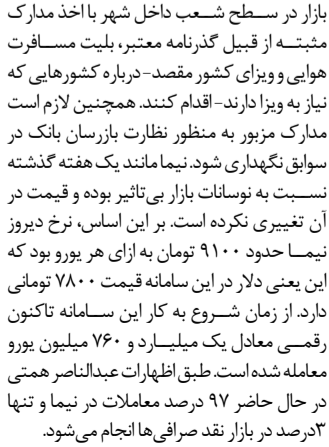 بازار در سطح شعب داخل شهر با اخذ مدارک
مثبته از قبیل گذرنامه معتبر، بلیت مسافرت
هوایی و ویزای کشور مقصد-درباره کشورهایی که
نیاز به ویزا دارند- اقدام کنند. همچنین لازم است
مدارک مزبور به منظور نظارت بازرسان بانک در
سوابق نگهداری شود. نیما مانند یک هفته گذشته
نسبت به نوسانات بازار بی‌تاثیر بوده و قیمت در
آن تغییری نکرده است. بر این اساس، نرخ دیروز
نیما حدود ۹۱۰۰ تومان به ازای هر یورو بود که
این یعنی دلار در این سامانه قیمت ۷۸۰۰ تومانی
دارد. از زمان شروع به کار این سامانه تاکنون
رقمی معادل یک میلیارد و ۷۶۰ میلیون یورو
معامله شده است. طبق اظهارات عبدالناصر همتی
در حال حاضر ۹۷ درصد معاملات در نیما و تنها
۳درصد در بازار نقد صرافی‌ها انجام می‌شود.